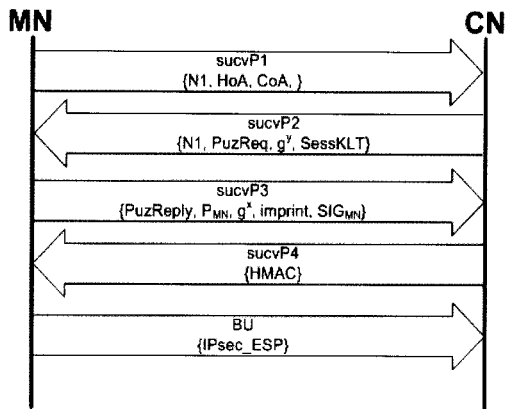 MN CN
sucvP1
{N1, HoA, CoA, }
sucvP2
{N1, PuzReq, g^y, SessKLT}
sucvP3
{PuzReply, P_MN, g^x, imprint, SIG_MN}
sucvP4
{HMAC}
BU
{IPsec_ESP}